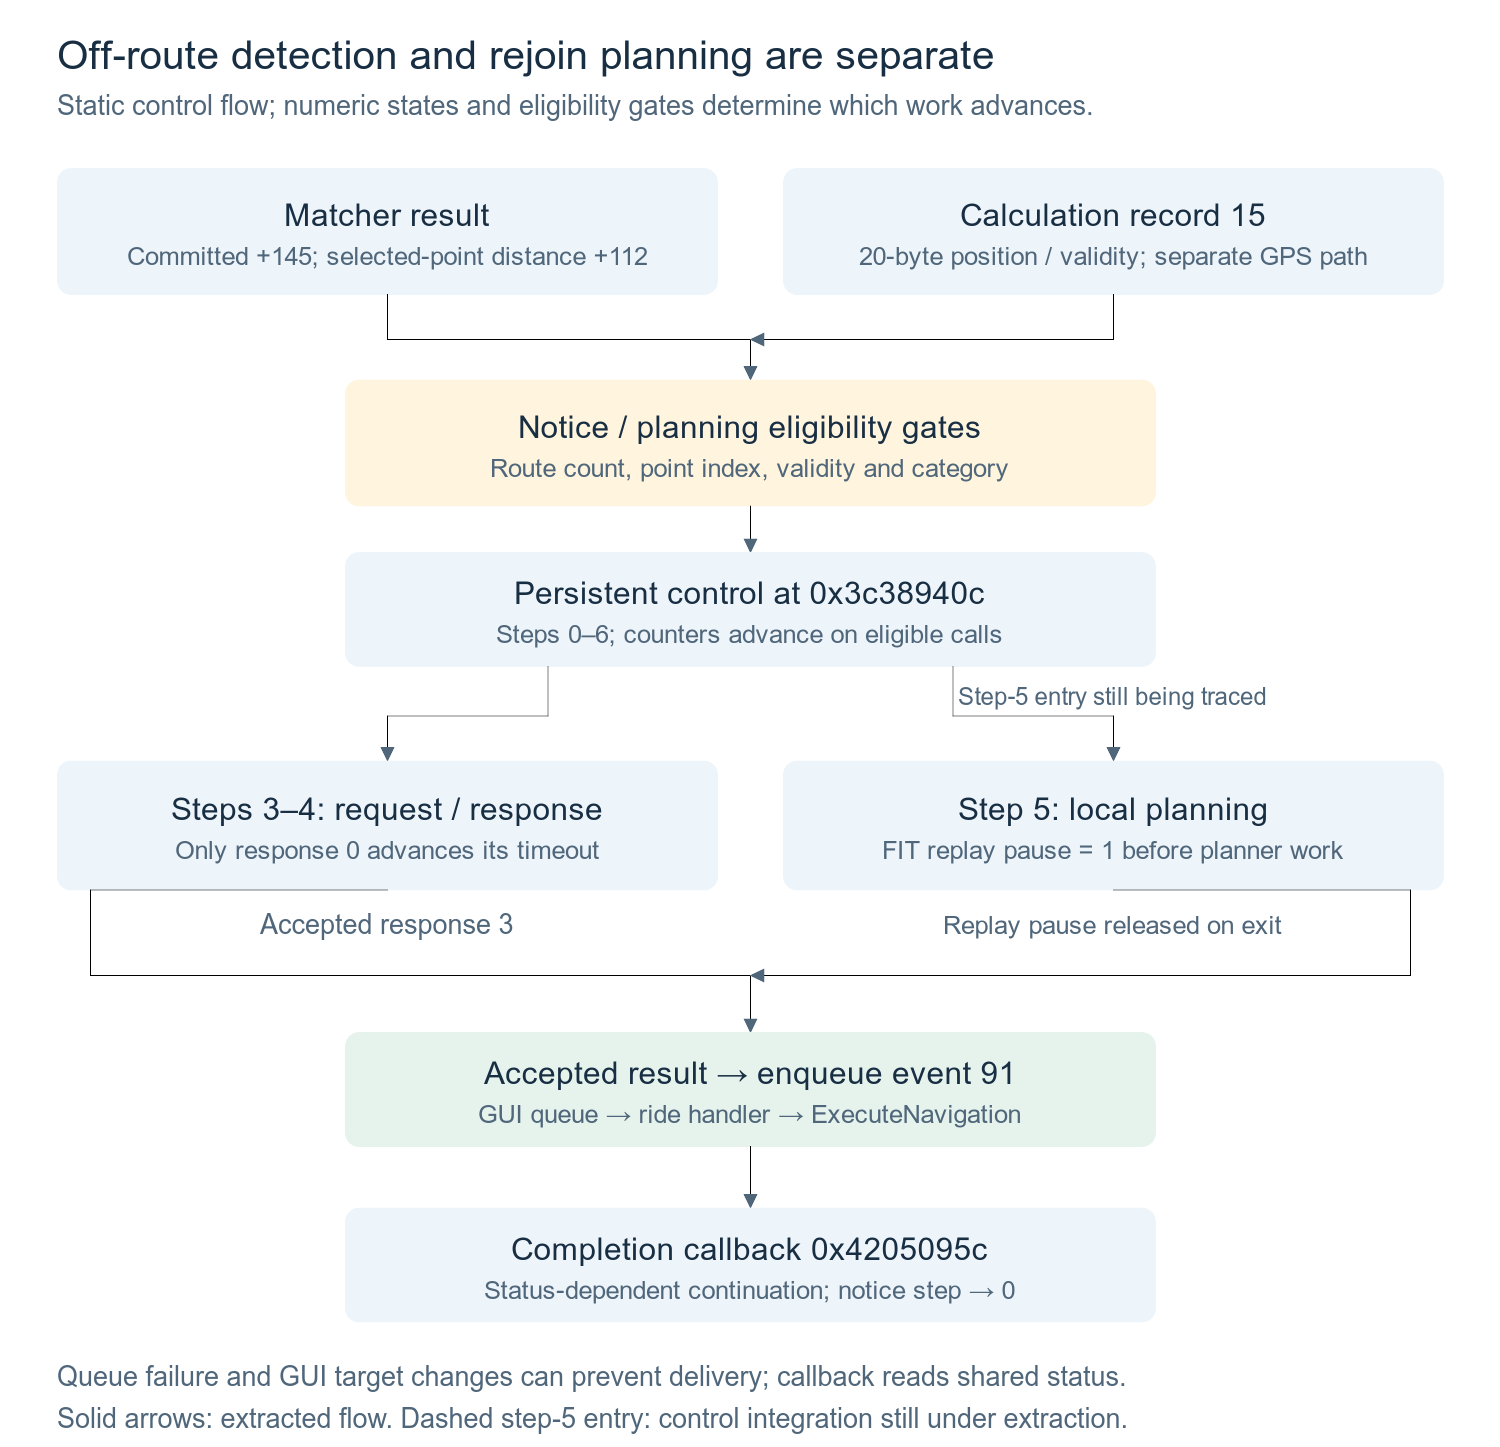 Off-route detection and rejoin planning are separate
Static control flow; numeric states and eligibility gates determine which work advances.
Matcher result
Committed +145; selected-point distance +112
Calculation record 15
20-byte position / validity; separate GPS path
Notice / planning eligibility gates
Route count, point index, validity and category
Persistent control at 0x3c38940c
Steps 0–6; counters advance on eligible calls
Step-5 entry still being traced
Steps 3–4: request / response
Only response 0 advances its timeout
Step 5: local planning
FIT replay pause = 1 before planner work
Accepted response 3
Replay pause released on exit
Accepted result → enqueue event 91
GUI queue → ride handler → ExecuteNavigation
Completion callback 0x4205095c
Status-dependent continuation; notice step → 0
Queue failure and GUI target changes can prevent delivery; callback reads shared status.
Solid arrows: extracted flow. Dashed step-5 entry: control integration still under extraction.